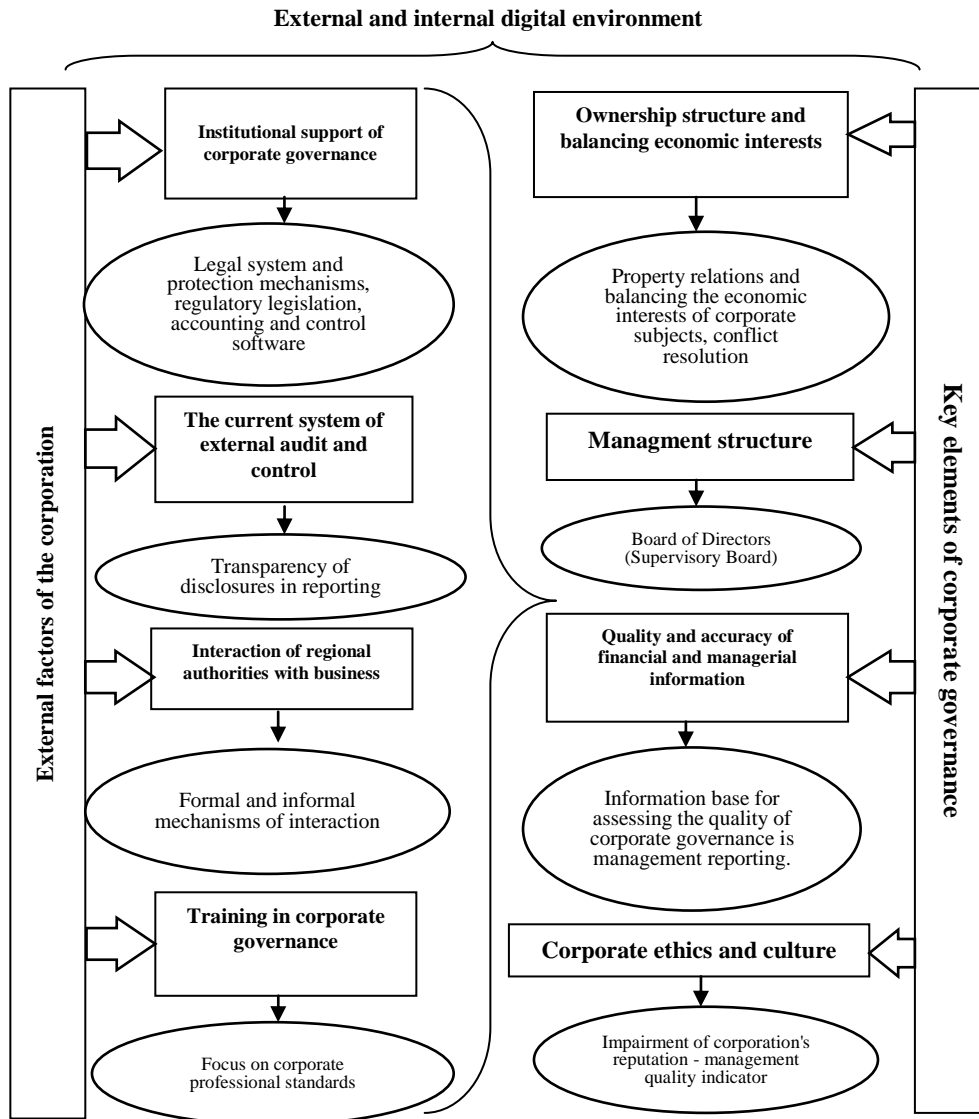 External and internal digital environment
External factors of the corporation
Institutional support of
corporate governance
Legal system and
protection mechanisms,
regulatory legislation,
accounting and control
software
The current system of
external audit and
control
Transparency of
disclosures in reporting
Interaction of regional
authorities with business
Formal and informal
mechanisms of interaction
Training in corporate
governance
Focus on corporate
professional standards
Ownership structure and
balancing economic interests
Property relations and
balancing the economic
interests of corporate
subjects, conflict
resolution
Managment structure
Board of Directors
(Supervisory Board)
Quality and accuracy of
financial and managerial
information
Information base for
assessing the quality of
corporate governance is
management reporting.
Corporate ethics and culture
Impairment of corporation's
reputation - management
quality indicator
Key elements of corporate governance